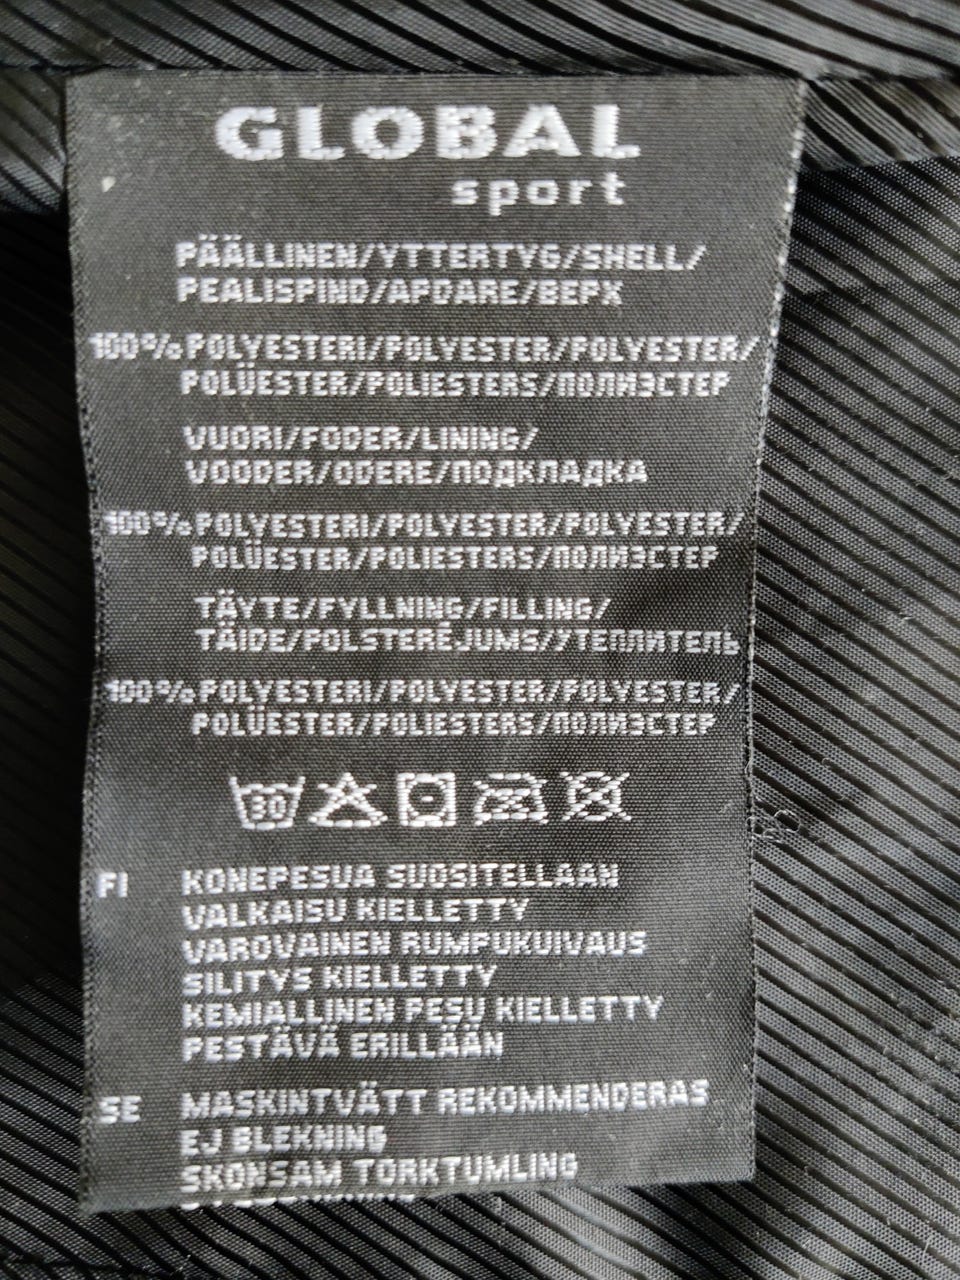 GLOBAL
sport
PÄÄLLINEN/YTTERTYG/SHELL/
PEALISPIND/APDARE/ВЕРХ
100% POLYESTERI/POLYESTER/POLYESTER/
POLÜESTER/POLIESTERS/ПОЛИЭСТЕР
VUORI/FODER/LINING/
VOODER/ODERE/ПОДКЛАДКА
100% POLYESTERI/POLYESTER/POLYESTER/
POLÜESTER/POLIESTERS/ПОЛИЭСТЕР
TÄYTE/FYLLNING/FILLING/
TÄIDE/POLSTERĒJUMS/УТЕПЛИТЕЛЬ
100% POLYESTERI/POLYESTER/POLYESTER/
POLÜESTER/POLIESTERS/ПОЛИЭСТЕР
30
FI KONEPESUA SUOSITELLAAN
VALKAISU KIELLETTY
VAROVAINEN RUMPUKUIVAUS
SILITYS KIELLETTY
KEMIALLINEN PESU KIELLETTY
PESTÄVÄ ERILLÄÄN
SE MASKINTVÄTT REKOMMENDERAS
EJ BLEKNING
SKONSAM TORKTUMLING